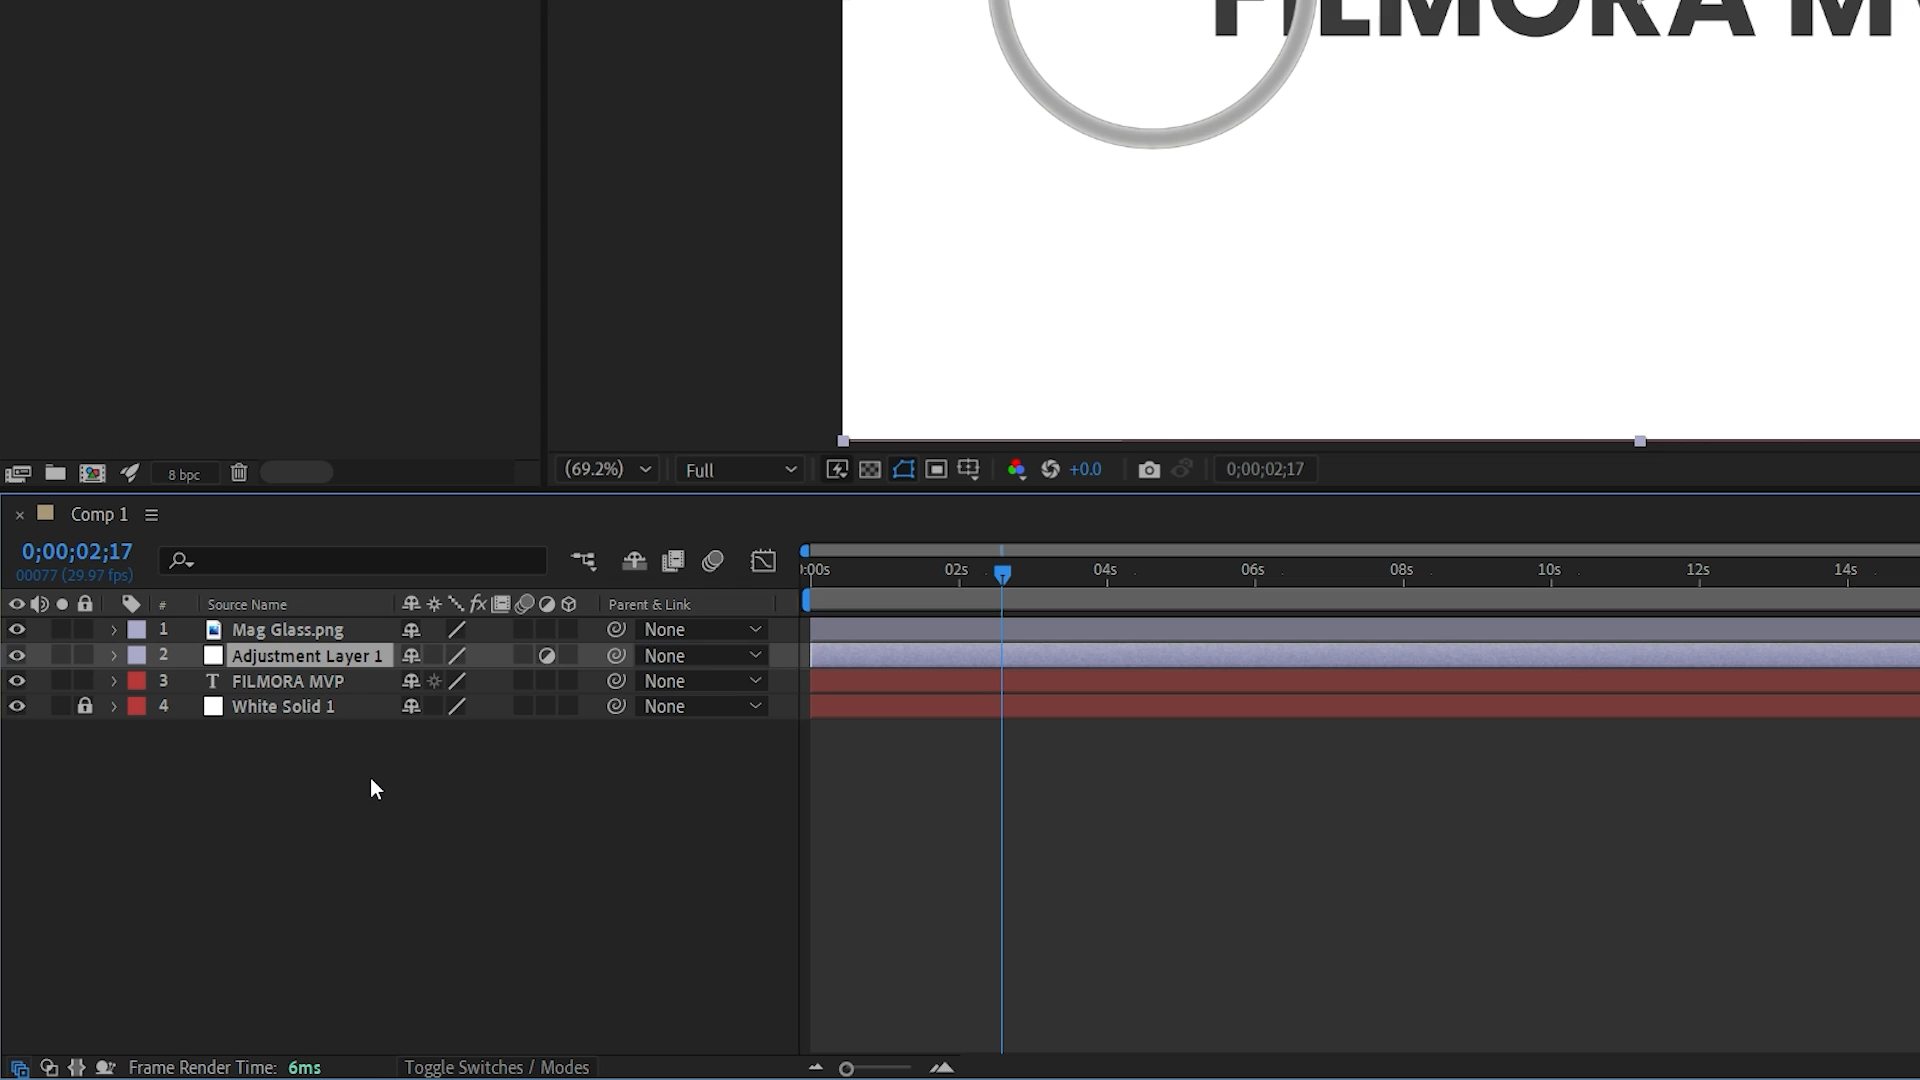 FILMORA M
8 bpc
(69.2%)
Full
+0.0
0;00;02;17
Comp 1
0;00;02;17
00077 (29.97 fps)
:00s 02s 04s 06s 08s 10s 12s 14s
# Source Name fx Parent & Link
1 Mag Glass.png None
2 Adjustment Layer 1 None
3 T FILMORA MVP None
4 White Solid 1 None
Frame Render Time: 6ms
Toggle Switches / Modes